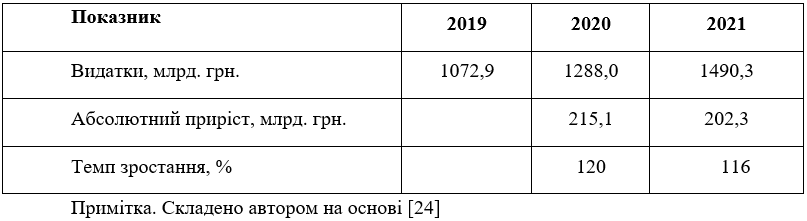 Показник 2019 2020 2021
Видатки, млрд. грн. 1072,9 1288,0 1490,3
Абсолютний приріст, млрд. грн. 215,1 202,3
Темп зростання, % 120 116
Примітка. Складено автором на основі [24]